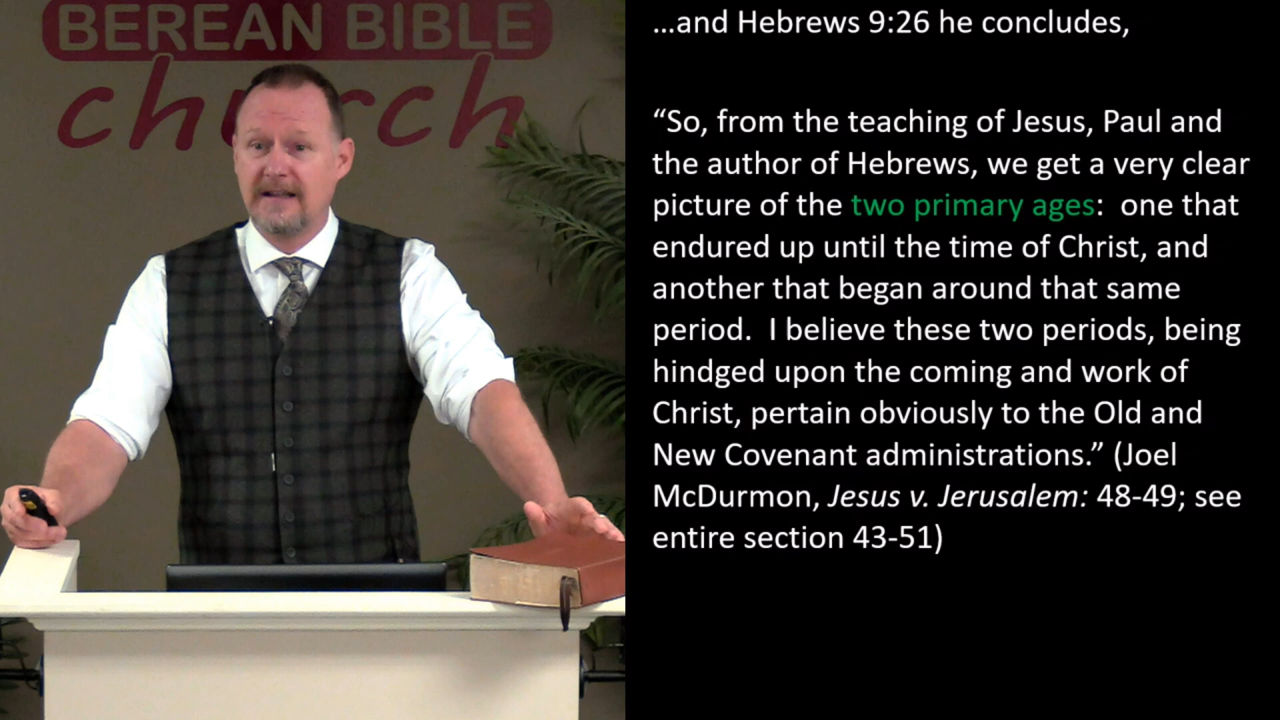 BEREAN BIBLE
church
...and Hebrews 9:26 he concludes,
“So, from the teaching of Jesus, Paul and
the author of Hebrews, we get a very clear
picture of the two primary ages:  one that
endured up until the time of Christ, and
another that began around that same
period.  I believe these two periods, being
hindged upon the coming and work of
Christ, pertain obviously to the Old and
New Covenant administrations.” (Joel
McDurmon, Jesus v. Jerusalem: 48-49; see
entire section 43-51)